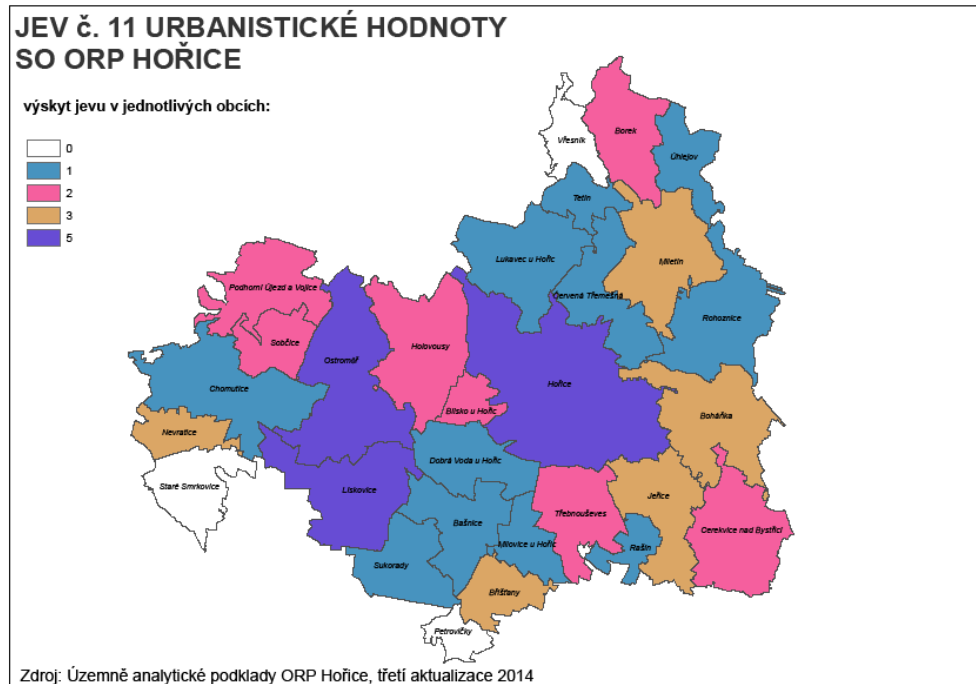 JEV č. 11 URBANISTICKÉ HODNOTY
SO ORP HOŘICE
výskyt jevu v jednotlivých obcích:
0
1
2
3
5
Vřesník
Borek
Úhlejov
Tetín
Lukavec u Hořic
Miletín
Podhorní Újezd a Vojice
Červená Třemešná
Rohoznice
Sobčice
Holovousy
Ostroměř
Chomutice
Hořice
Bílsko u Hořic
Boháňka
Nevratice
Dobrá Voda u Hořic
Staré Smrkovice
Lískovice
Jeřice
Třebnouševes
Bašnice
Cerekvice nad Bystřicí
Milovice u Hořic
Rašín
Sukorady
Bříšťany
Petrovičky
Zdroj: Územně analytické podklady ORP Hořice, třetí aktualizace 2014